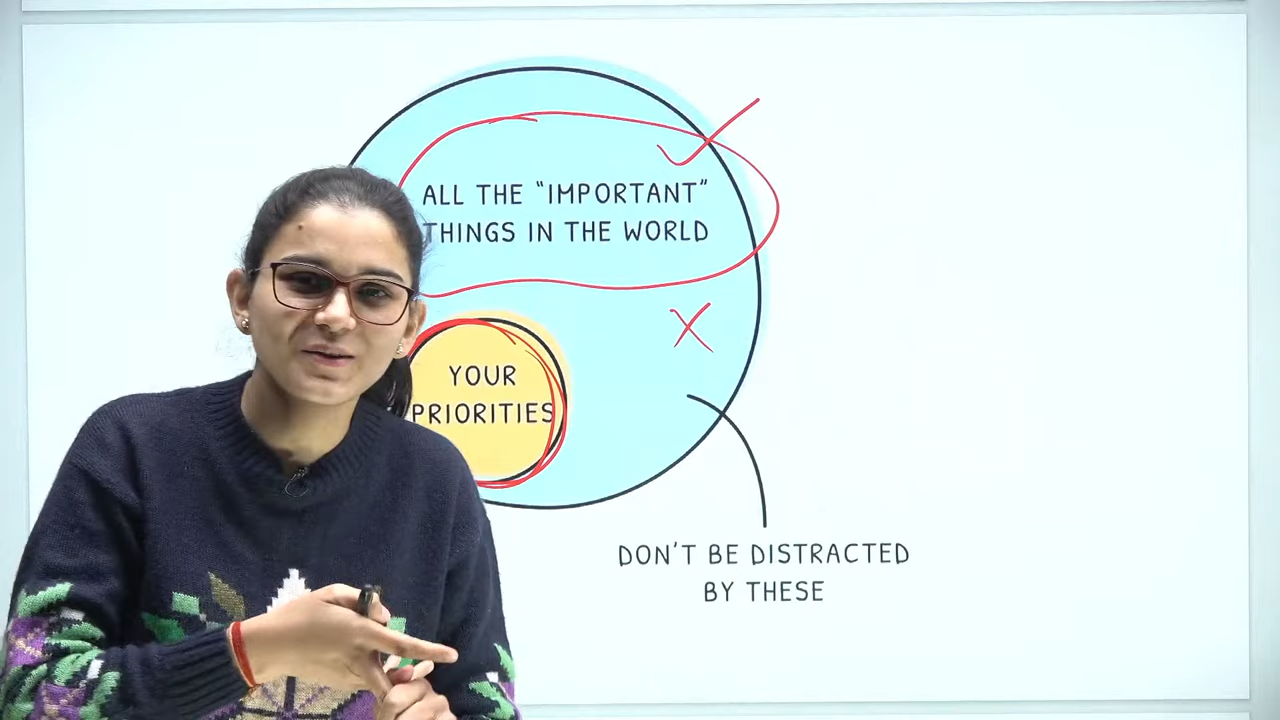 ALL THE “IMPORTANT”
THINGS IN THE WORLD
YOUR
PRIORITIES
DON'T BE DISTRACTED
BY THESE